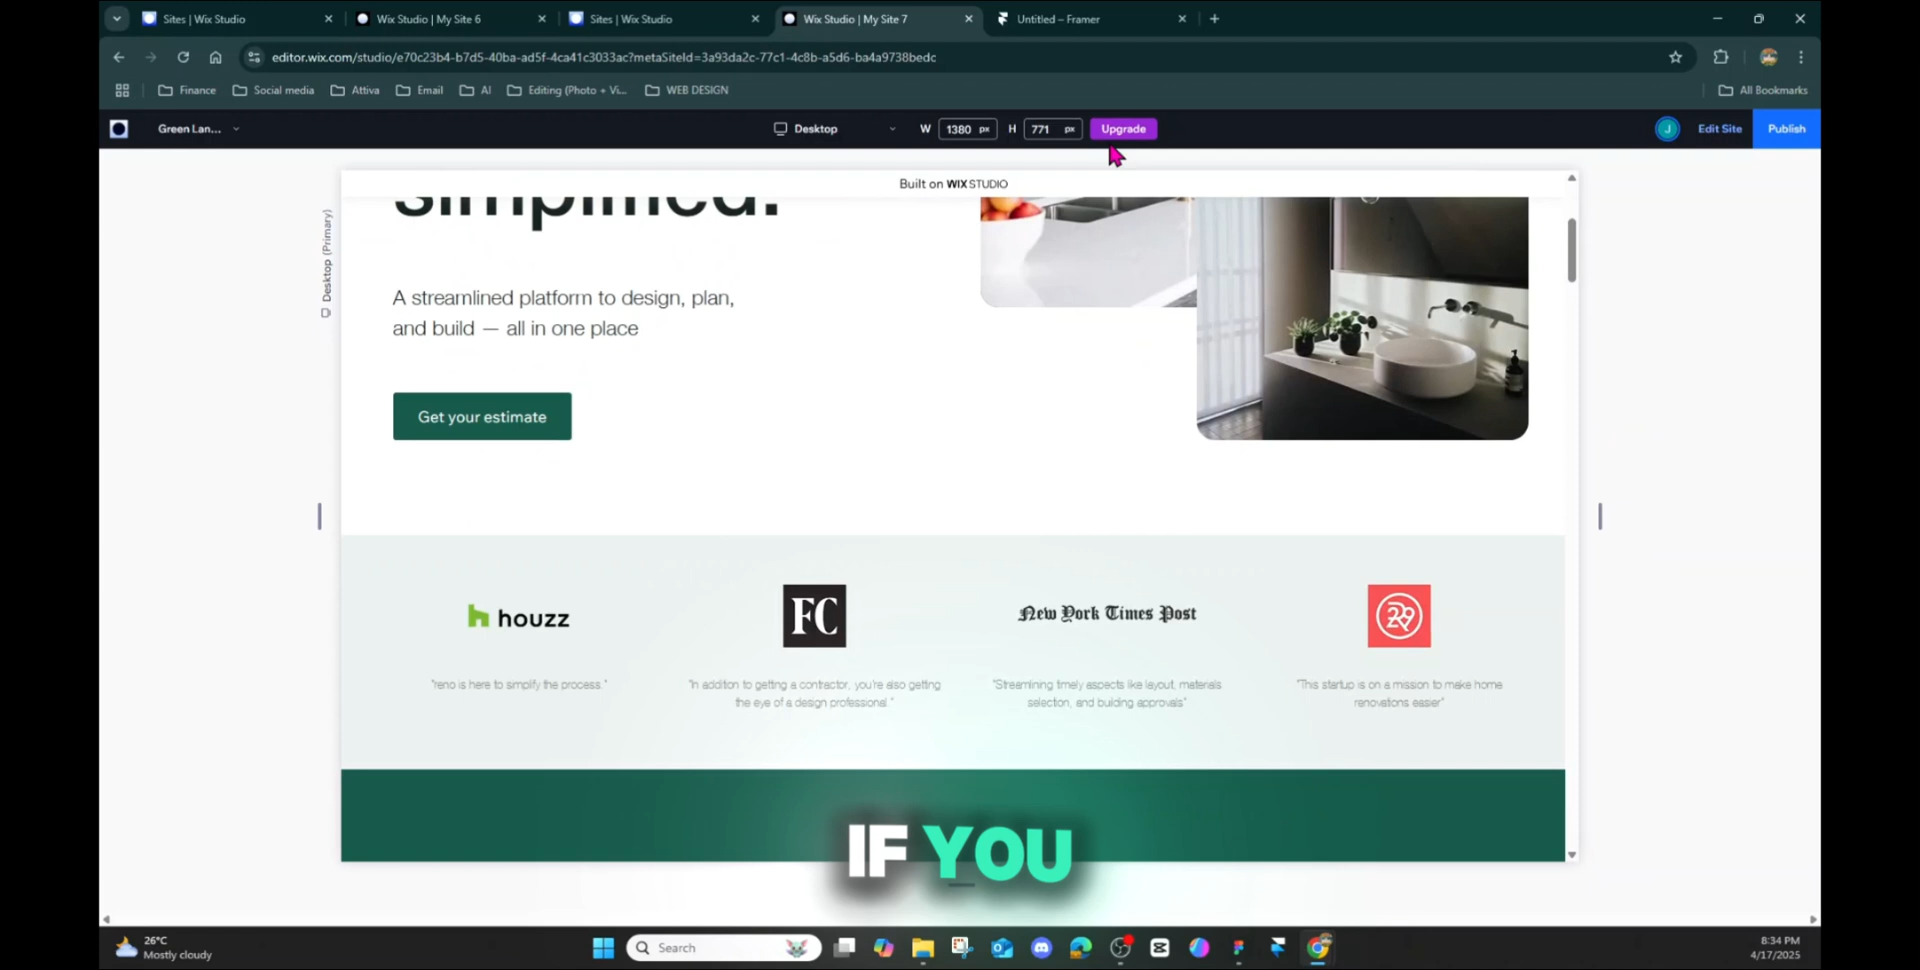 Sites | Wix Studio
Wix Studio | My Site 6
Sites | Wix Studio
Wix Studio | My Site 7
Untitled – Framer
editor.wix.com/studio/e70c23b4-b7d5-40ba-ad5f-4ca41c3033ac?metaSiteId=3a93da2c-77c1-4c8b-a5d6-ba4a9738bedc
Finance
Social media
Attiva
Email
AI
Editing (Photo + Vi...
WEB DESIGN
All Bookmarks
Green Lan...
Desktop
W 1380 px
H 771 px
Upgrade
J
Edit Site
Publish
Built on WIX STUDIO
Desktop (Primary)
simplified.
A streamlined platform to design, plan,
and build — all in one place
Get your estimate
houzz
FC
New York Times Post
R29
"reno is here to simplify the process."
"In addition to getting a contractor, you're also getting
the eye of a design professional."
"Streamlining timely aspects like layout, materials
selection, and building approvals"
"This startup is on a mission to make home
renovations easier"
IF YOU
26°C
Mostly cloudy
Search
8:34 PM
4/17/2025